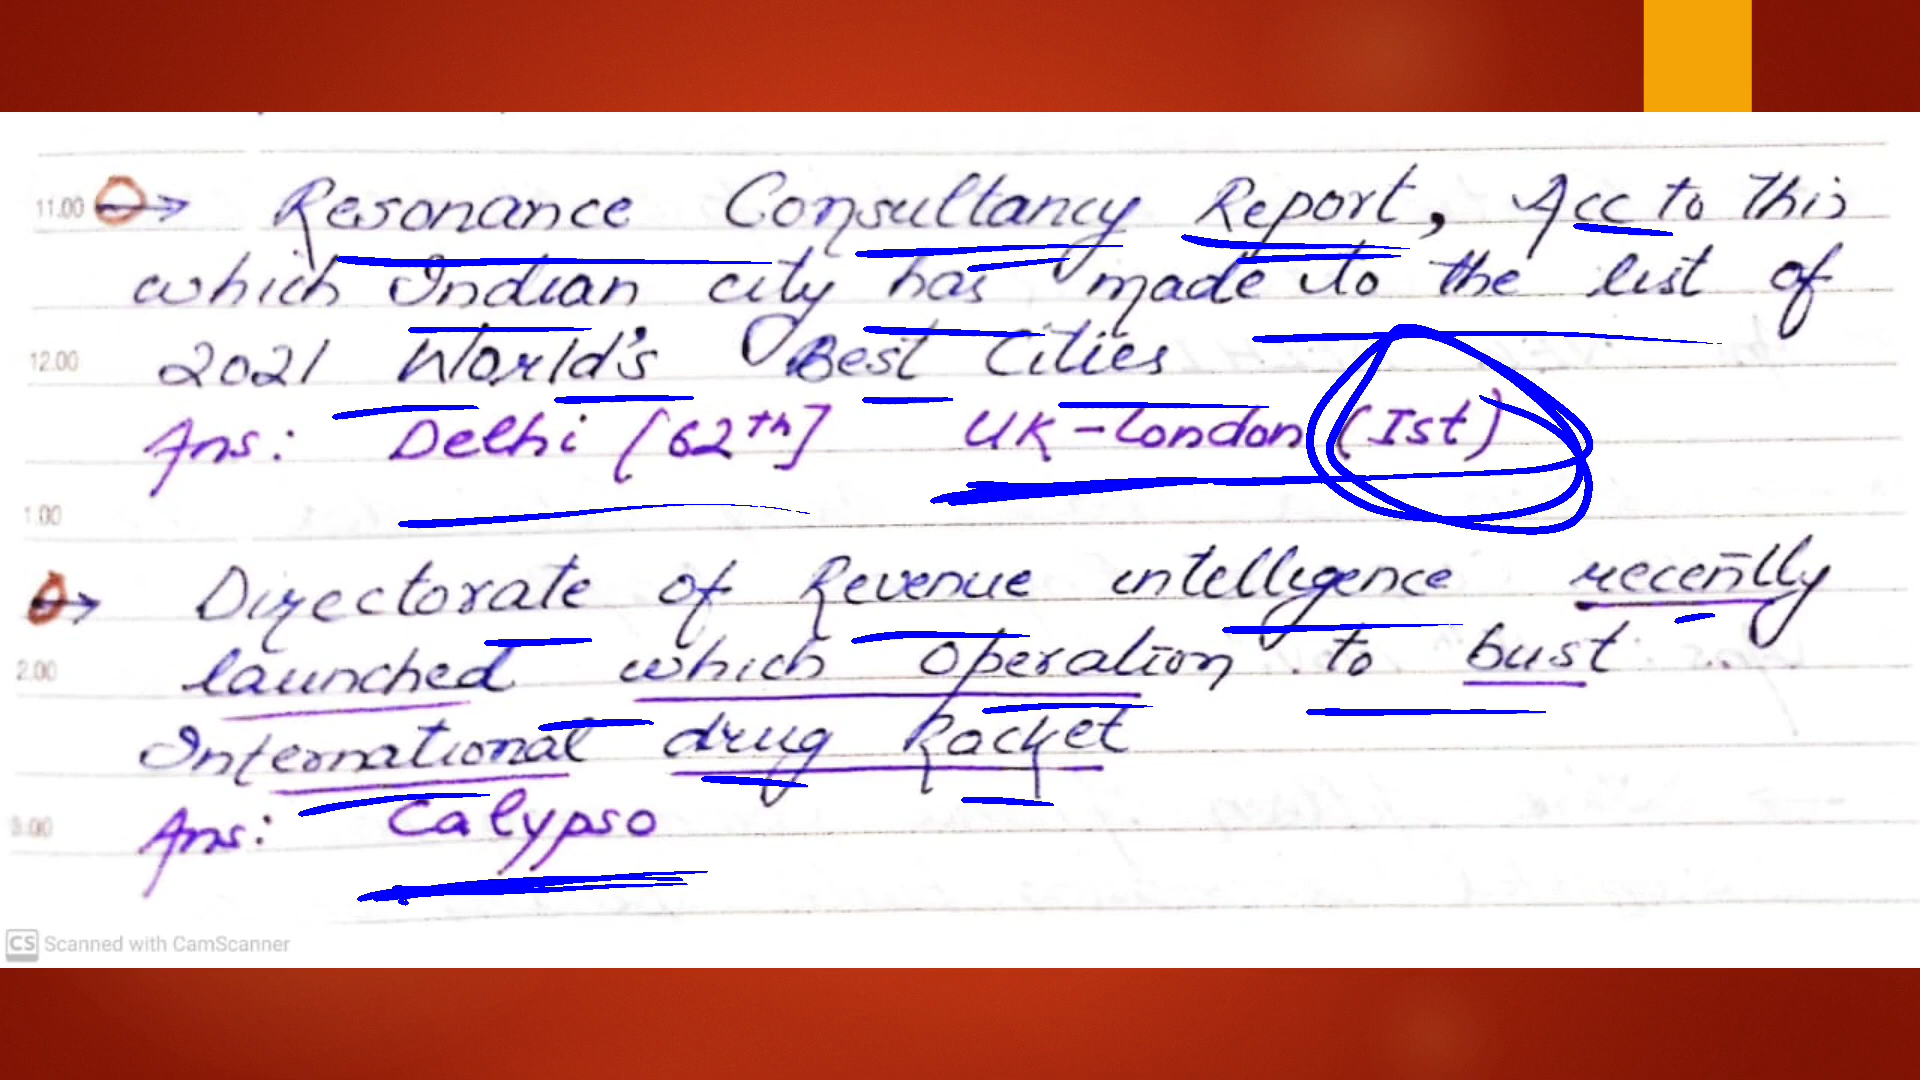 11.00 → Resonance Consultancy Report, Acc to this
which Indian city has made to the list of
12.00 2021 World's Best Cities
Ans: Delhi [62th] UK-London (Ist)
1.00
→ Directorate of Revenue intelligence recently
2.00 launched which operation to bust
International drug Racket
3.00 Ans: Calypso
CS Scanned with CamScanner